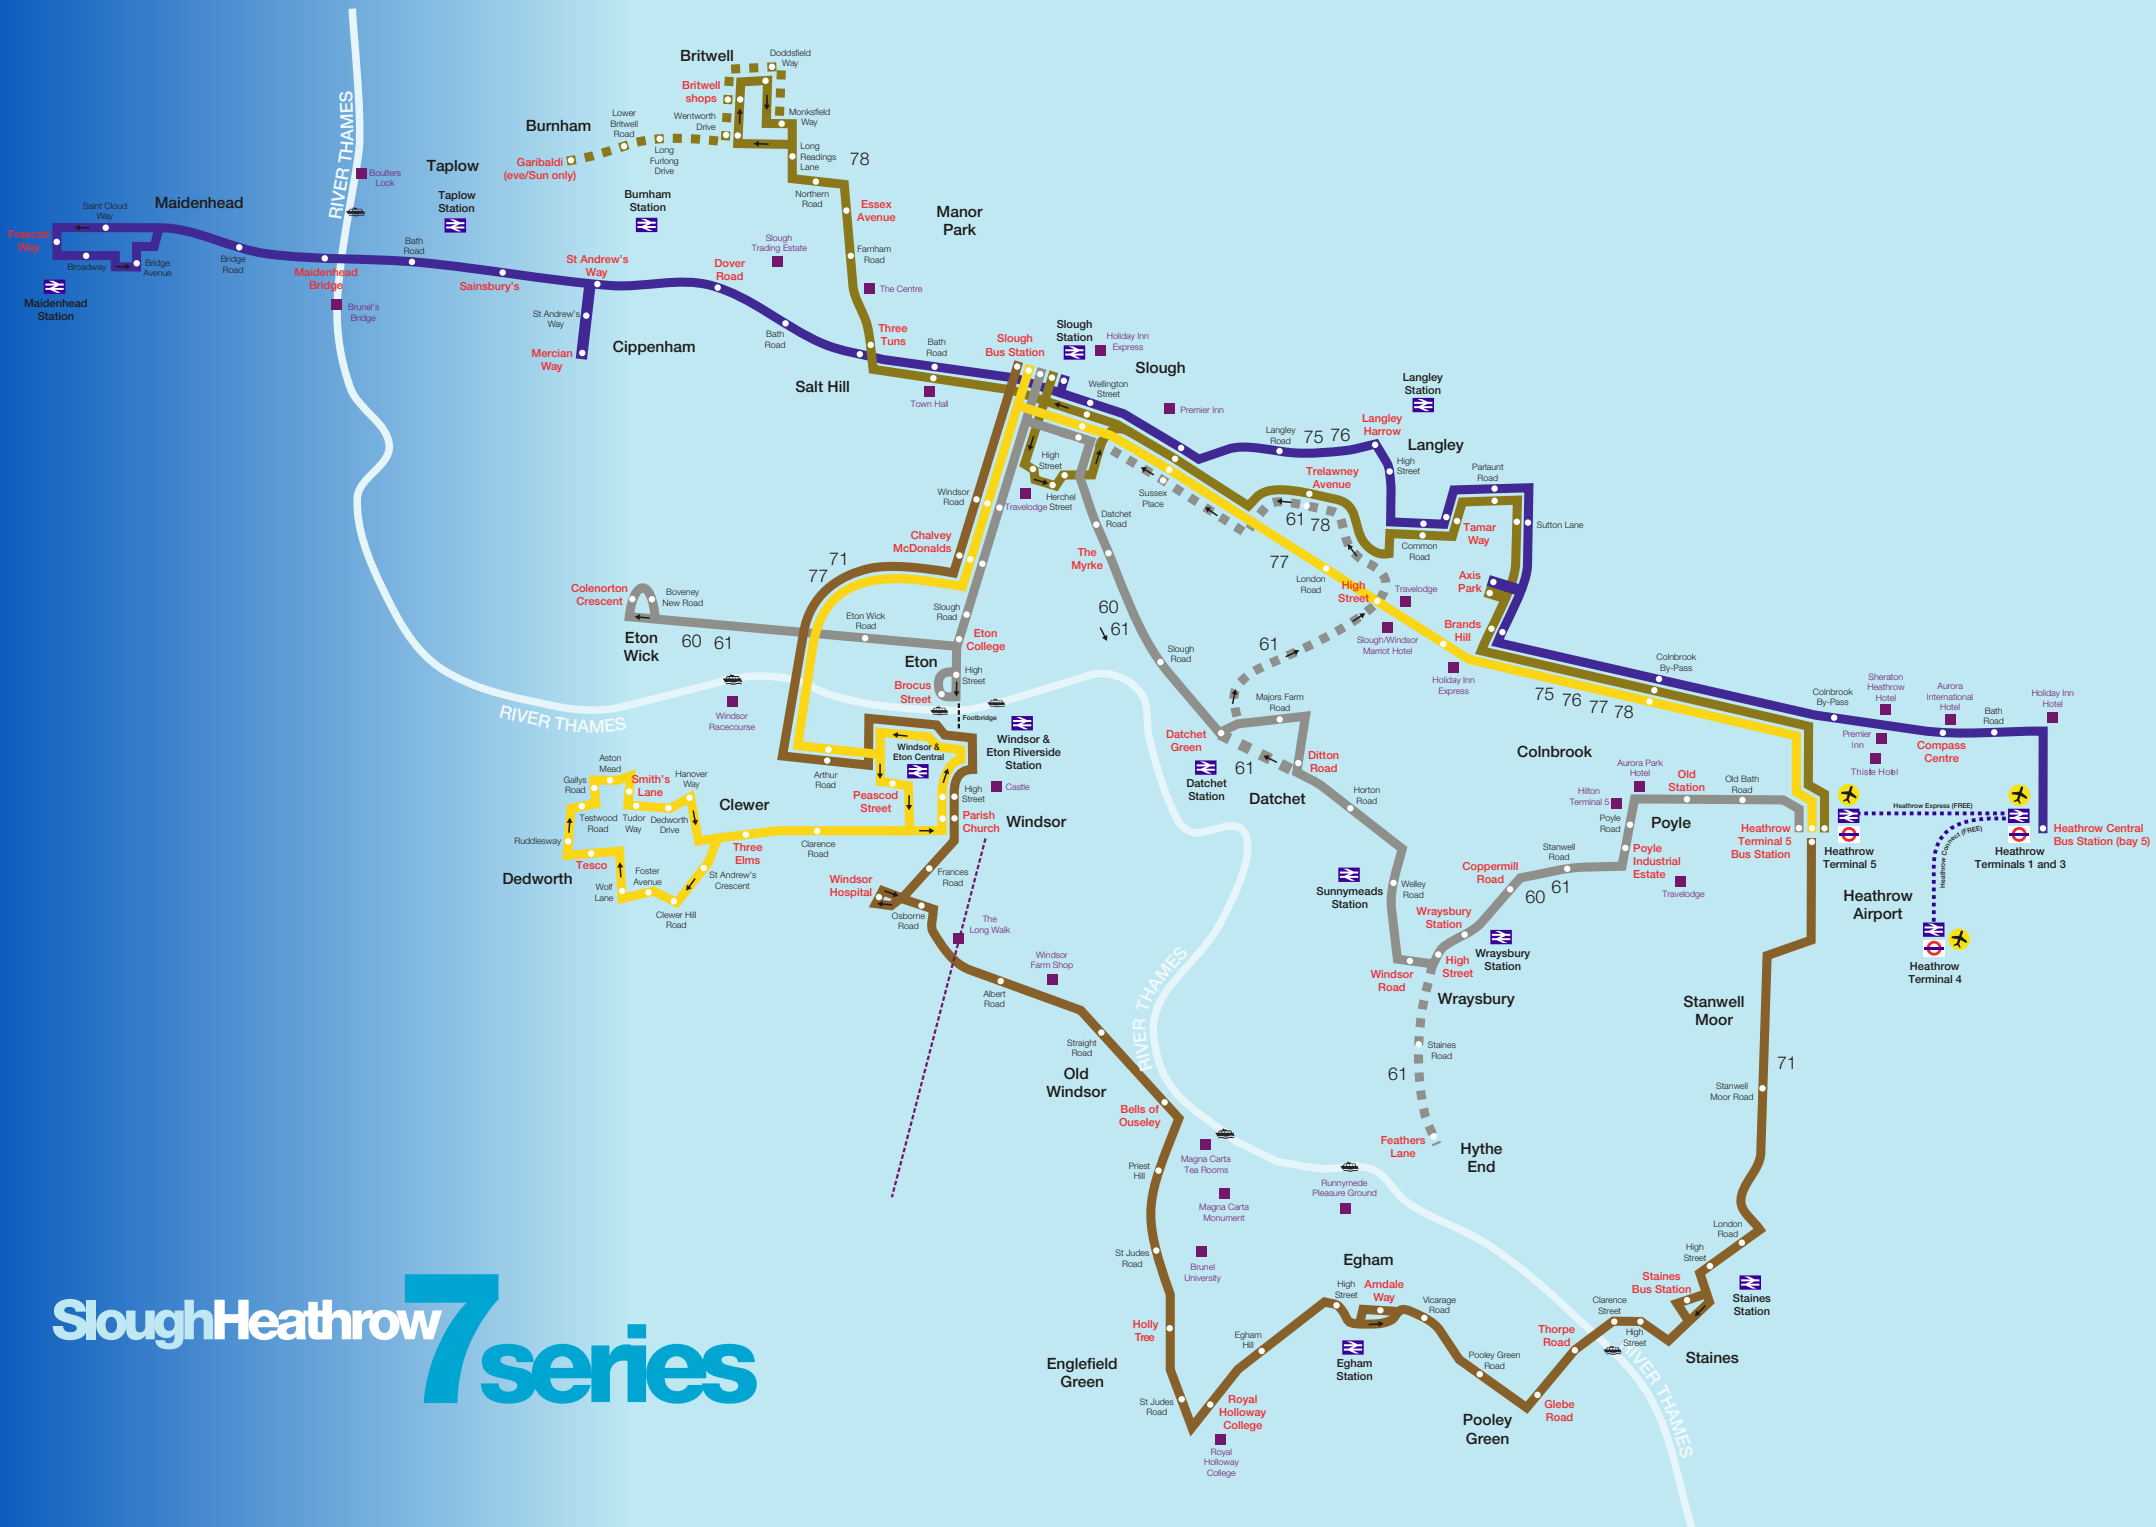 Britwell
Doddsfield
Way
Britwell
shops
Monksfield
Way
Wentworth
Drive
Lower
Britwell
Road
Burnham
Long
Furlong
Drive
Garibaldi
(eve/Sun only)
Long
Readings
Lane
78
Northern
Road
Essex
Avenue
Manor
Park
Farnham
Road
The Centre
Three
Tuns
RIVER THAMES
Boulters
Lock
Taplow
Taplow
Station
Burnham
Station
Slough
Trading Estate
Maidenhead
Saint Cloud
Way
Frascati
Way
Broadway
Bridge
Avenue
Maidenhead
Station
Bridge
Road
Maidenhead
Bridge
Brunel's
Bridge
Bath
Road
Sainsbury's
St Andrew's
Way
St Andrew's
Way
Mercian
Way
Cippenham
Dover
Road
Bath
Road
Salt Hill
Bath
Road
Town Hall
Slough
Bus Station
Slough
Station
Holiday Inn
Express
Slough
Wellington
Street
Premier Inn
Langley
Station
Langley
Road
75 76
Langley
Harrow
Langley
High
Street
Parlaunt
Road
Trelawney
Avenue
61 78
Sussex
Place
High
Street
Herchel
Street
Travelodge
Windsor
Road
Datchet
Road
Chalvey
McDonalds
The
Myrke
77
London
Road
High
Street
Travelodge
Common
Road
Tamar
Way
Sutton Lane
Axis
Park
Brands
Hill
Slough/Windsor
Marriot Hotel
Holiday Inn
Express
71
77
Colenorton
Crescent
Boveney
New Road
Eton
Wick
60 61
Eton Wick
Road
Slough
Road
Eton
College
Eton
High
Street
Brocus
Street
Footbridge
60
61
Slough
Road
61
Majors Farm
Road
Datchet
Green
Datchet
Station
61
Ditton
Road
Datchet
Horton
Road
75 76 77 78
Colnbrook
By-Pass
Colnbrook
By-Pass
Sheraton
Heathrow
Hotel
Aurora
International
Hotel
Bath
Road
Holiday Inn
Hotel
Premier
Inn
Thistle Hotel
Compass
Centre
Colnbrook
Aurora Park
Hotel
Hilton
Terminal 5
Old
Station
Old Bath
Road
Poyle
Road
Poyle
Poyle
Industrial
Estate
Travelodge
Heathrow
Terminal 5
Bus Station
Heathrow Express (FREE)
Heathrow Connect (FREE)
Heathrow
Terminal 5
Heathrow
Terminals 1 and 3
Heathrow Central
Bus Station (bay 5)
Heathrow
Airport
Heathrow
Terminal 4
RIVER THAMES
Windsor
Racecourse
Windsor &
Eton Central
Windsor &
Eton Riverside
Station
Arthur
Road
Peascod
Street
High
Street
Castle
Parish
Church
Windsor
Aston
Mead
Gallys
Road
Smith's
Lane
Hanover
Way
Clewer
Testwood
Road
Tudor
Way
Dedworth
Drive
Ruddlesway
Tesco
Dedworth
Wolf
Lane
Foster
Avenue
Clewer Hill
Road
St Andrew's
Crescent
Three
Elms
Clarence
Road
Windsor
Hospital
Frances
Road
Osborne
Road
The
Long Walk
Windsor
Farm Shop
Albert
Road
Sunnymeads
Station
Welley
Road
Coppermill
Road
Stanwell
Road
60 61
Wraysbury
Station
Wraysbury
Station
Windsor
Road
High
Street
Wraysbury
Staines
Road
61
Feathers
Lane
Hythe
End
RIVER THAMES
Straight
Road
Old
Windsor
Bells of
Ouseley
Priest
Hill
Magna Carta
Tea Rooms
Magna Carta
Monument
Runnymede
Pleasure Ground
St Judes
Road
Brunel
University
Holly
Tree
Englefield
Green
St Judes
Road
Royal
Holloway
College
Royal
Holloway
College
Egham
Hill
Egham
High
Street
Arndale
Way
Egham
Station
Vicarage
Road
Pooley Green
Road
Pooley
Green
Glebe
Road
Thorpe
Road
Clarence
Street
High
Street
Staines
Bus Station
High
Street
London
Road
Staines
Station
Staines
RIVER THAMES
Stanwell
Moor
71
Stanwell
Moor Road
SloughHeathrow
7series